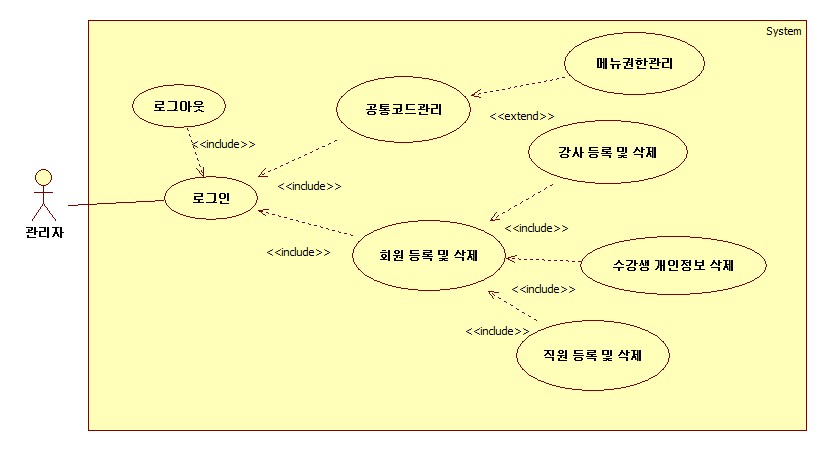 System
메뉴권한관리
로그아웃
공통코드관리
<<extend>>
<<include>>
강사 등록 및 삭제
<<include>>
로그인
관리자
<<include>>
<<include>>
회원 등록 및 삭제
수강생 개인정보 삭제
<<include>>
<<include>>
직원 등록 및 삭제